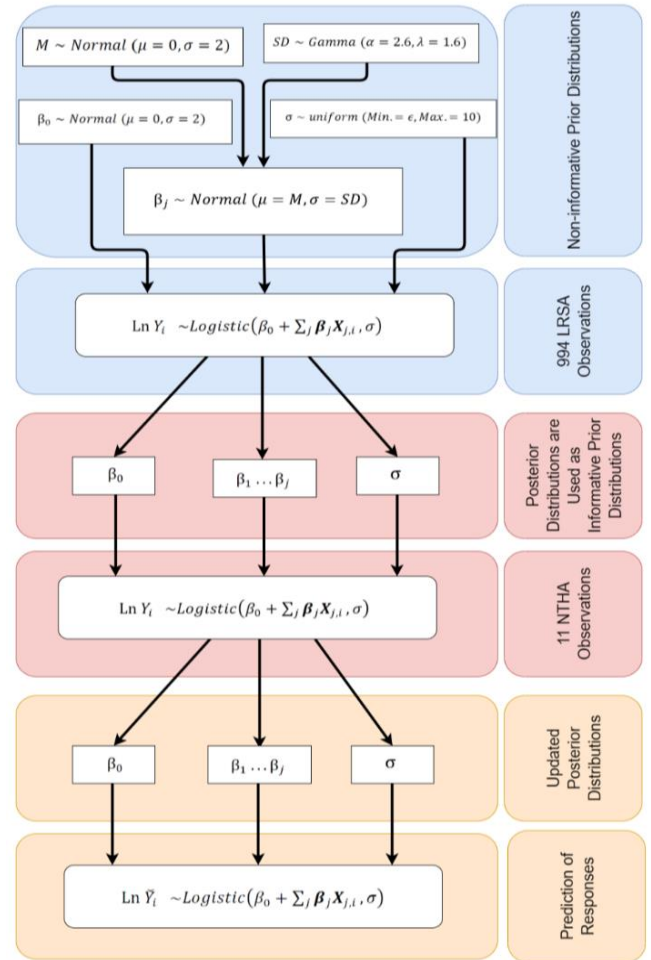 M ~ Normal (μ = 0, σ = 2)
SD ~ Gamma (α = 2.6, λ = 1.6)
β₀ ~ Normal (μ = 0, σ = 2)
σ ~ uniform (Min. = ϵ, Max. = 10)
βⱼ ~ Normal (μ = M, σ = SD)
Non-informative Prior Distributions
Ln Yᵢ ~Logistic(β₀ + ∑ⱼ βⱼXⱼ,ᵢ , σ)
994 LRSA
Observations
β₀
β₁ … βⱼ
σ
Posterior
Distributions are
Used as
Informative Prior
Distributions
Ln Yᵢ ~Logistic(β₀ + ∑ⱼ βⱼXⱼ,ᵢ , σ)
11 NTHA
Observations
β₀
β₁ … βⱼ
σ
Updated
Posterior
Distributions
Ln Ỹᵢ ~Logistic(β₀ + ∑ⱼ βⱼXⱼ,ᵢ , σ)
Prediction of
Responses